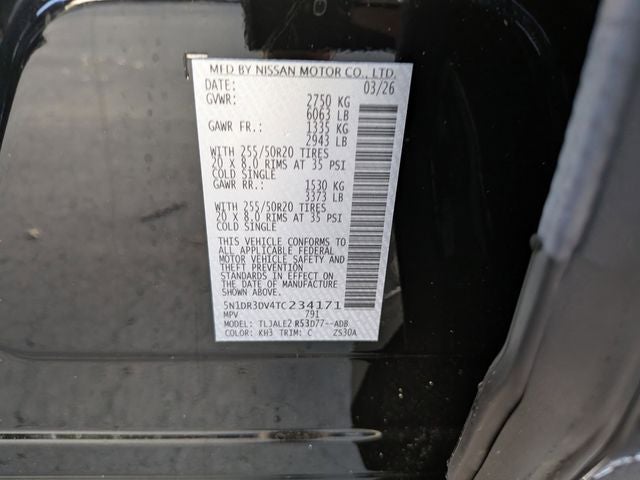 MFD BY NISSAN MOTOR CO., LTD.
DATE: 03/26
GVWR: 2750 KG
6063 LB
GAWR FR.: 1335 KG
2943 LB
WITH 255/50R20 TIRES
20 X 8.0 RIMS AT 35 PSI
COLD SINGLE
GAWR RR.: 1530 KG
3373 LB
WITH 255/50R20 TIRES
20 X 8.0 RIMS AT 35 PSI
COLD SINGLE
THIS VEHICLE CONFORMS TO
ALL APPLICABLE FEDERAL
MOTOR VEHICLE SAFETY AND
THEFT PREVENTION
STANDARDS IN EFFECT ON
THE DATE OF MANUFACTURE
SHOWN ABOVE.
5N1DR3DV4TC234171
MPV 791
MODEL: TLJALE2 R53D77--ADB
COLOR: KH3 TRIM: C ZS30A